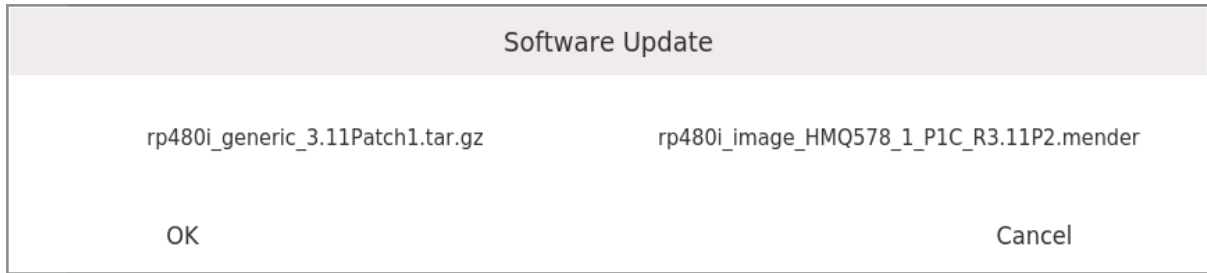 Software Update
rp480i_generic_3.11Patch1.tar.gz rp480i_image_HMQ578_1_P1C_R3.11P2.mender
OK Cancel